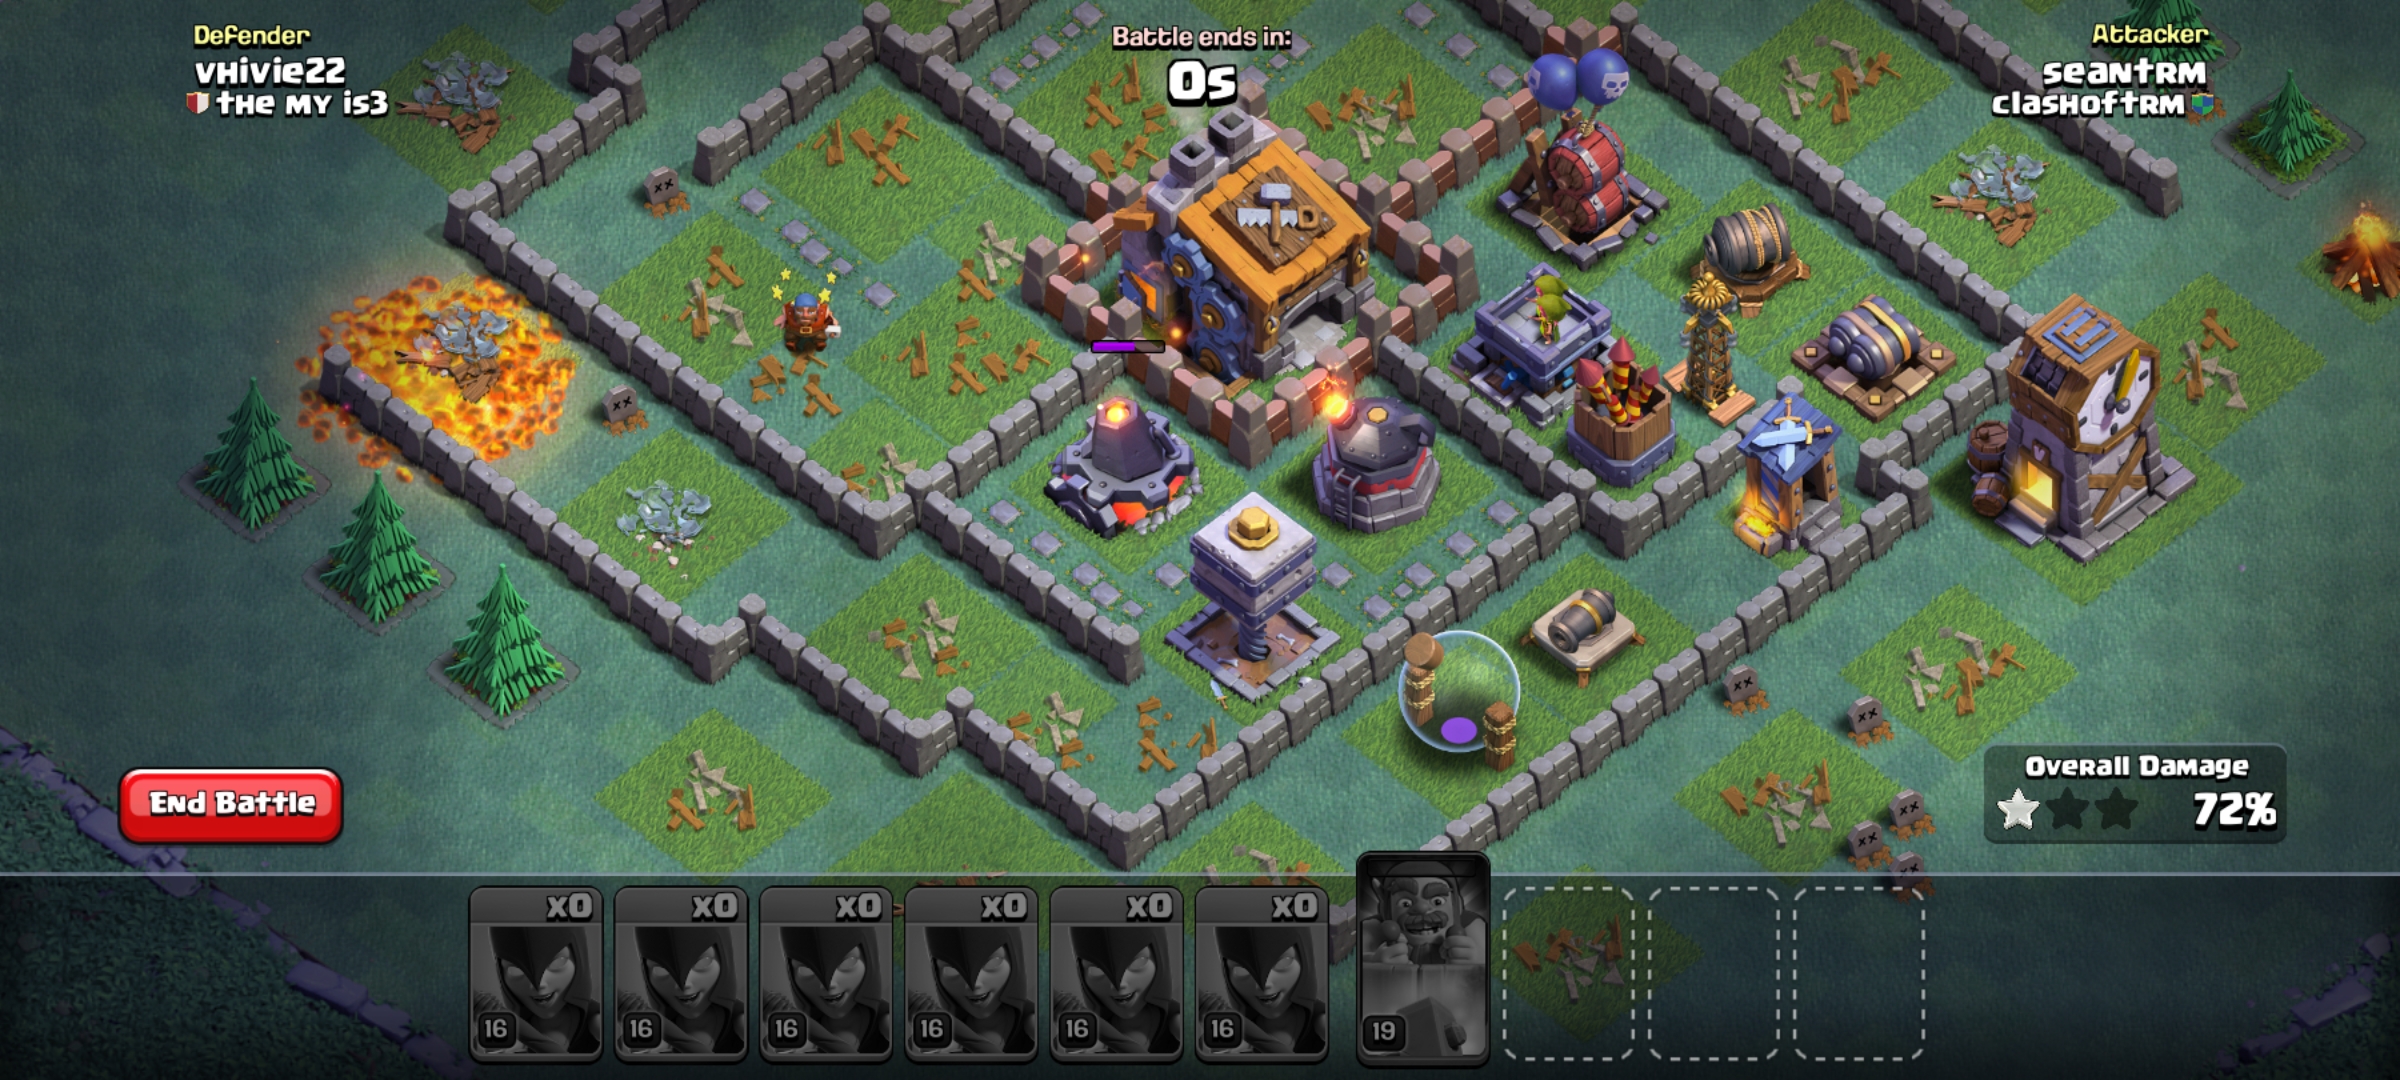 Defender
vHivie22
tHE MY is3
Battle ends in:
0s
Attacker
seantRM
clasHoftRM
End Battle
Overall Damage
72%
x0
x0
x0
x0
x0
x0
16
16
16
16
16
16
19